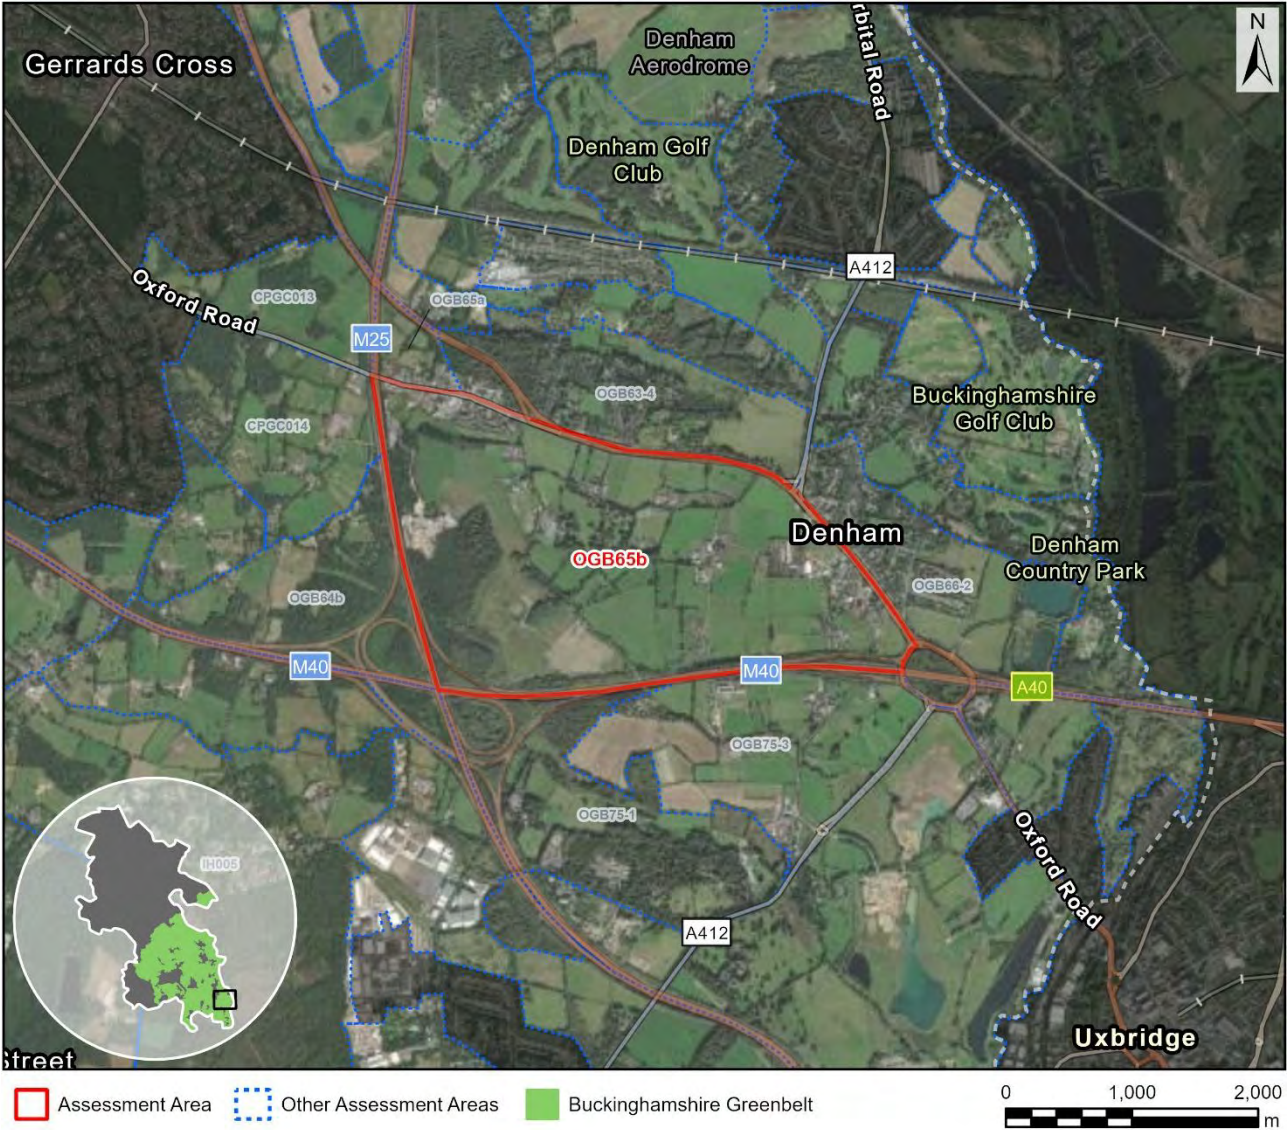 N
Denham
Aerodrome
rbital Road
Gerrards Cross
Denham Golf
Club
A412
Oxford Road
CPGC013
OGB65a
M25
OGB63-4
Buckinghamshire
Golf Club
CPGC014
Denham
OGB65b
Denham
Country Park
OGB64b
OGB66-2
M40
M40
A40
OGB75-3
OGB75-1
Oxford Road
IH005
A412
Uxbridge
Street
Assessment Area
Other Assessment Areas
Buckinghamshire Greenbelt
0 1,000 2,000
m